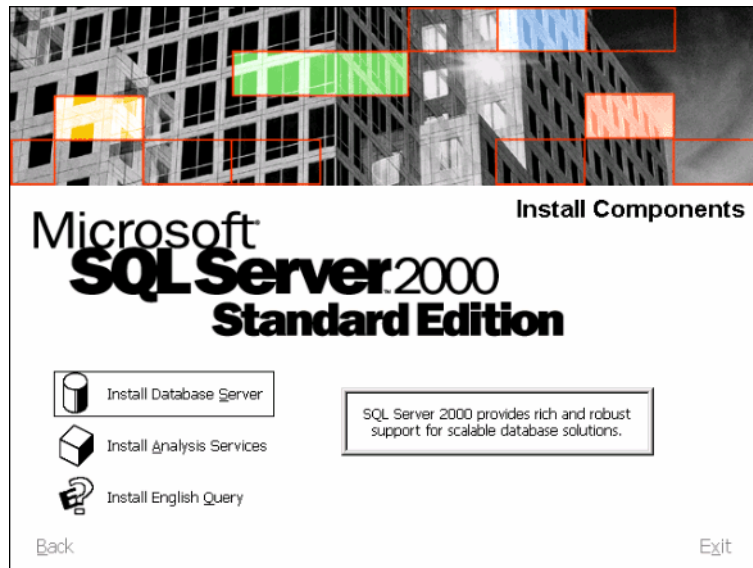 Install Components
Microsoft®
SQL Server™ 2000
Standard Edition
Install Database Server
Install Analysis Services
Install English Query
SQL Server 2000 provides rich and robust
support for scalable database solutions.
Back
Exit